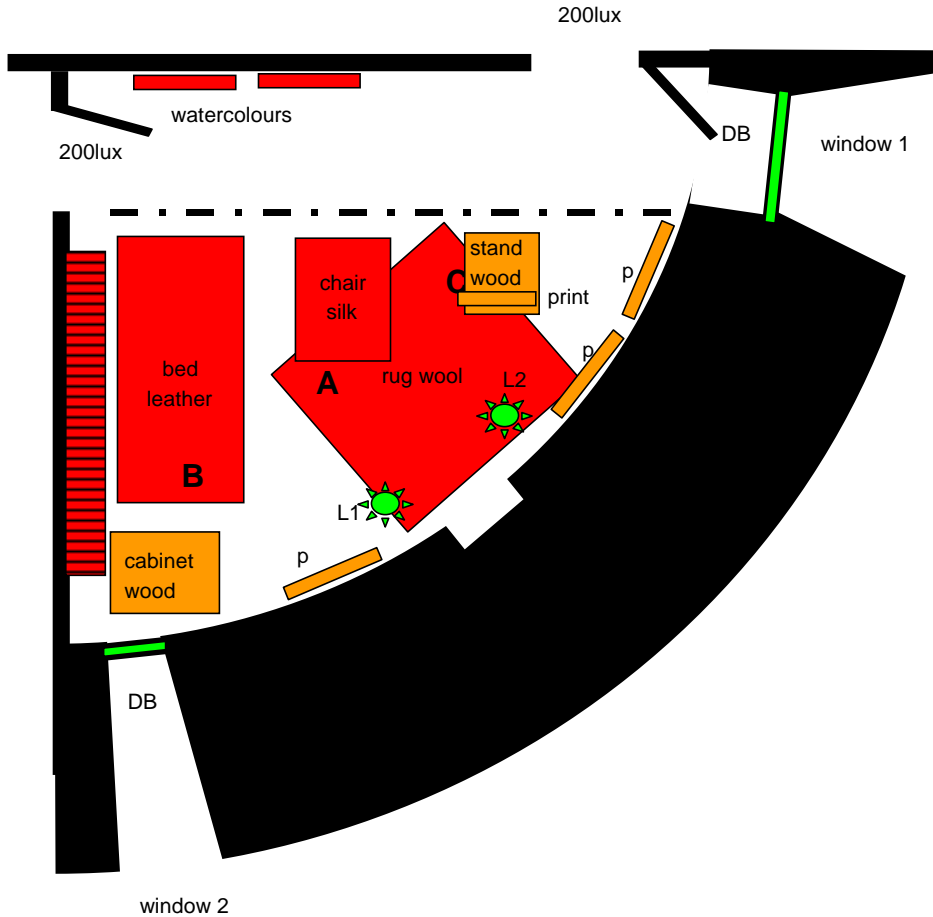 200lux
watercolours
DB
window 1
200lux
stand
wood
C
print
p
chair
silk
p
bed
leather
A
rug wool
L2
B
L1
p
cabinet
wood
DB
window 2